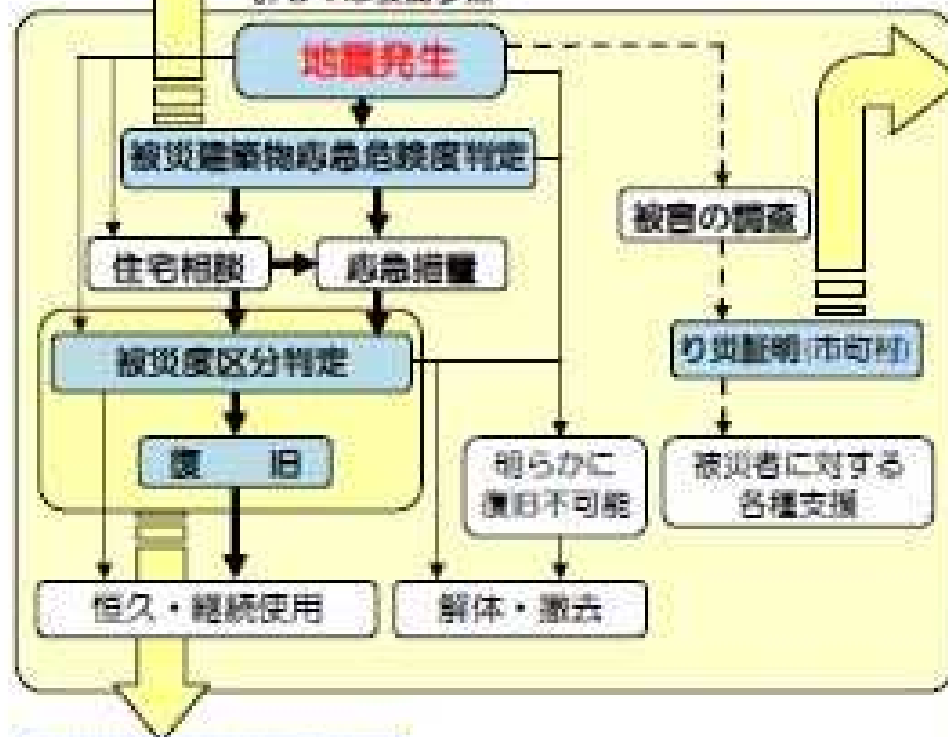 地震発生
被災建築物応急危険度判定
被害の調査
住宅相談
応急措置
り災証明(市町村)
被災度区分判定
復 旧
明らかに
復旧不可能
被災者に対する
各種支援
恒久・継続使用
解体・撤去